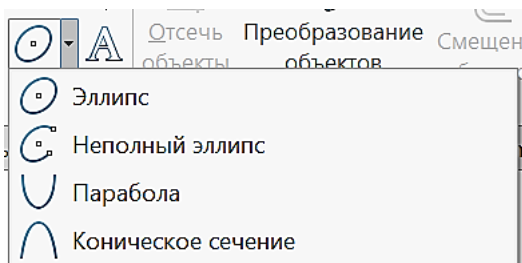 A
Отсечь Преобразование Смещен
объекты объектов
Эллипс
Неполный эллипс
Парабола
Коническое сечение